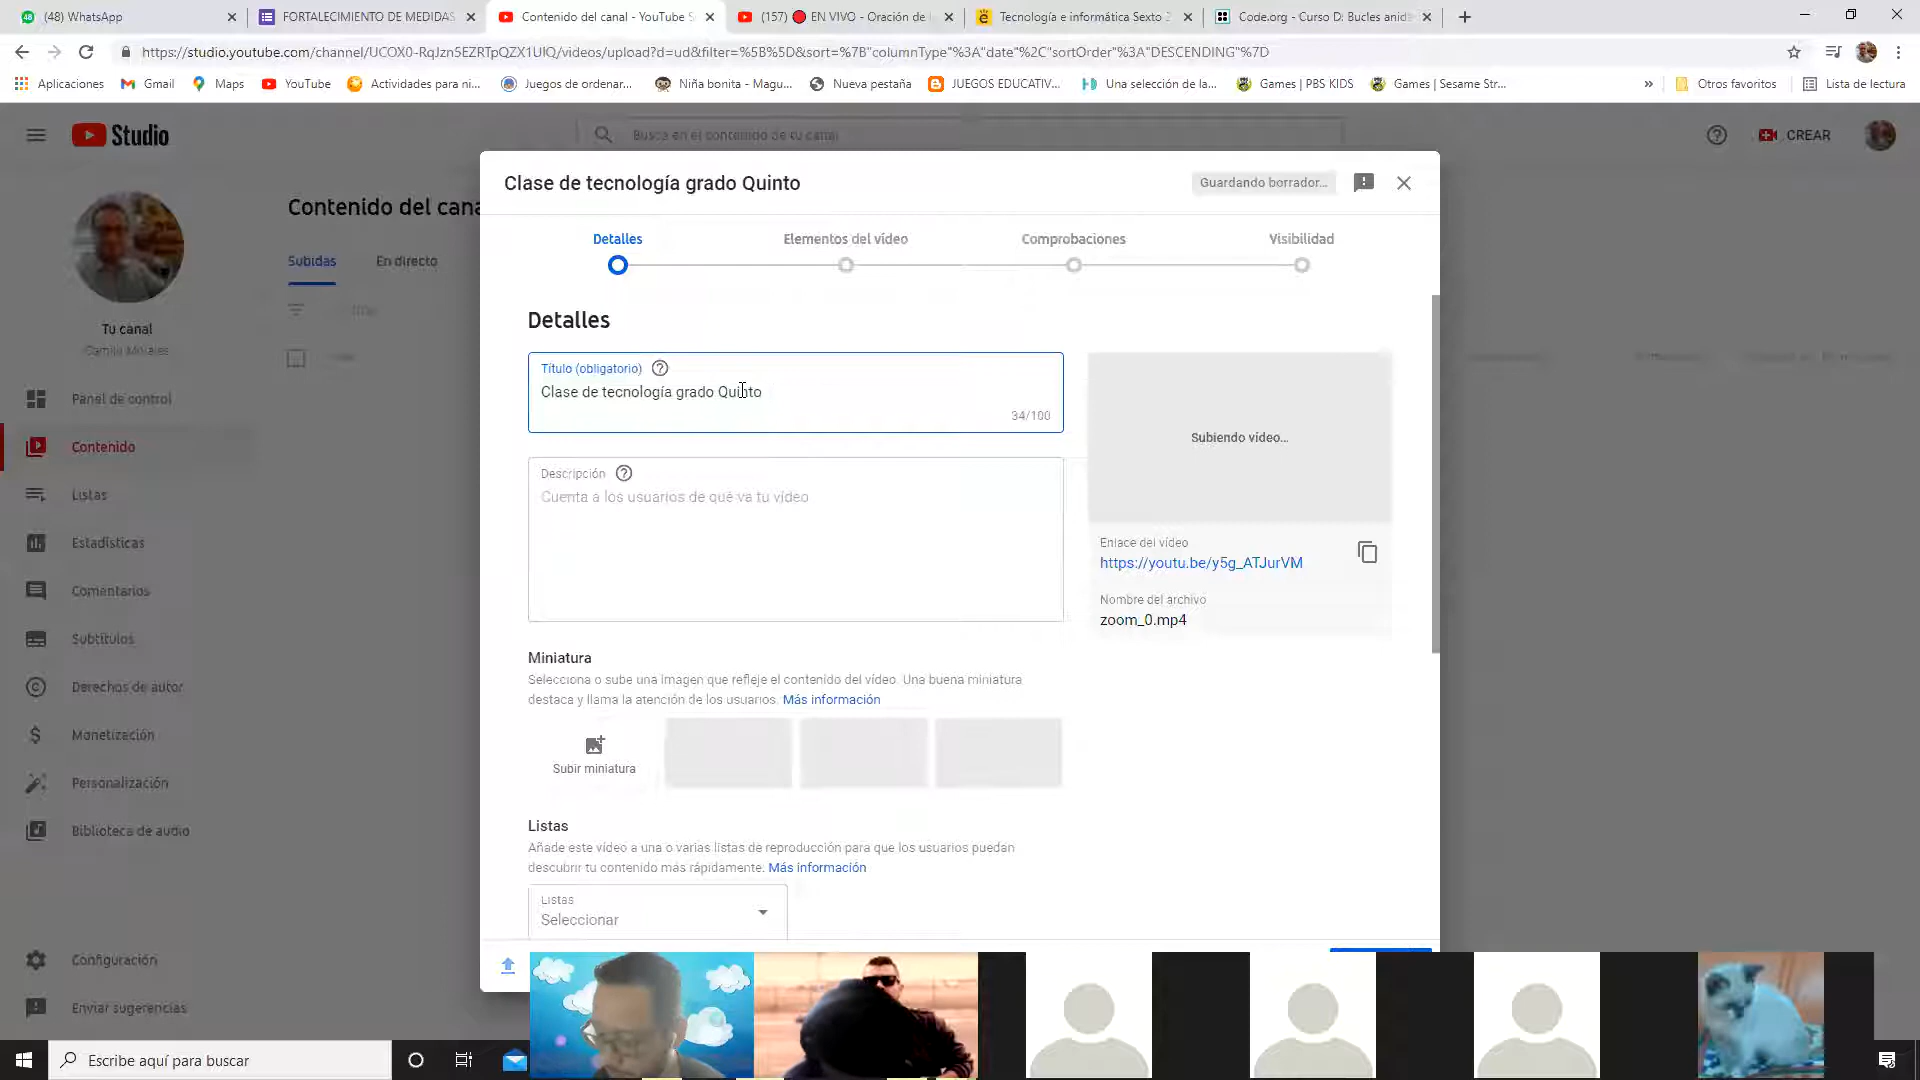 (48) WhatsApp
FORTALECIMIENTO DE MEDIDAS
Contenido del canal - YouTube S
(157) 🔴 EN VIVO - Oración de l
Tecnología e informática Sexto 2
Code.org - Curso D: Bucles anida
https://studio.youtube.com/channel/UCOX0-RqJzn5EZRTpQZX1UlQ/videos/upload?d=ud&filter=%5B%5D&sort=%7B"columnType"%3A"date"%2C"sortOrder"%3A"DESCENDING"%7D
Aplicaciones
Gmail
Maps
YouTube
Actividades para ni...
Juegos de ordenar...
Niña bonita - Magu...
Nueva pestaña
JUEGOS EDUCATIV...
Una selección de la...
Games | PBS KIDS
Games | Sesame Str...
Otros favoritos
Lista de lectura
Studio
Busca en el contenido de tu canal
CREAR
Clase de tecnología grado Quinto
Guardando borrador...
Contenido del cana
Subidas
En directo
Detalles
Elementos del vídeo
Comprobaciones
Visibilidad
Tu canal
Camilo Morales
Panel de control
Contenido
Listas
Estadísticas
Comentarios
Subtítulos
Derechos de autor
Monetización
Personalización
Biblioteca de audio
Configuración
Enviar sugerencias
Detalles
Título (obligatorio)
Clase de tecnología grado Quinto
34/100
Descripción
Cuenta a los usuarios de qué va tu vídeo
Subiendo vídeo...
Enlace del vídeo
https://youtu.be/y5g_ATJurVM
Nombre del archivo
zoom_0.mp4
Miniatura
Selecciona o sube una imagen que refleje el contenido del vídeo. Una buena miniatura
destaca y llama la atención de los usuarios. Más información
Subir miniatura
Listas
Añade este vídeo a una o varias listas de reproducción para que los usuarios puedan
descubrir tu contenido más rápidamente. Más información
Listas
Seleccionar
Escribe aquí para buscar